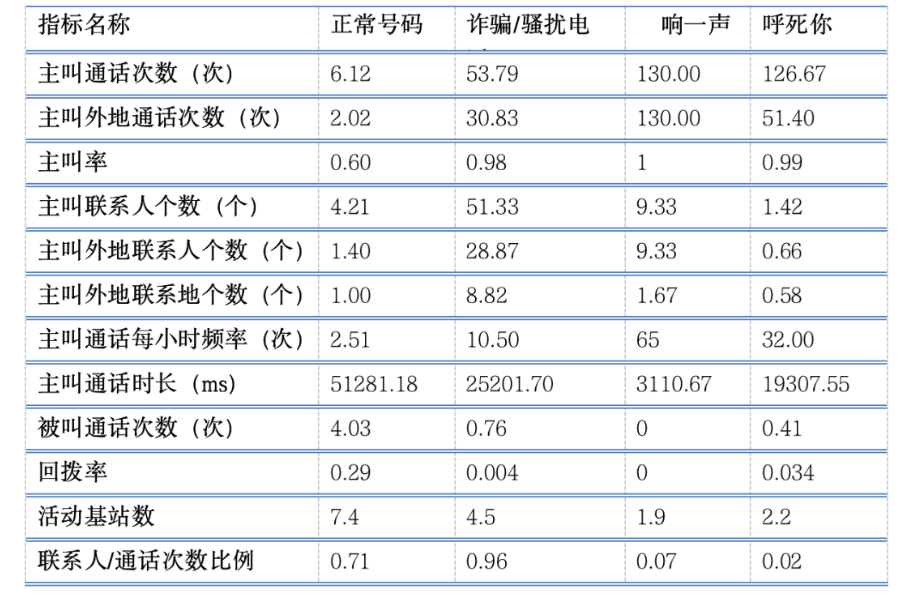 指标名称 正常号码 诈骗/骚扰电 响一声 呼死你
主叫通话次数（次） 6.12 53.79 130.00 126.67
主叫外地通话次数（次） 2.02 30.83 130.00 51.40
主叫率 0.60 0.98 1 0.99
主叫联系人个数（个） 4.21 51.33 9.33 1.42
主叫外地联系人个数（个） 1.40 28.87 9.33 0.66
主叫外地联系地个数（个） 1.00 8.82 1.67 0.58
主叫通话每小时频率（次） 2.51 10.50 65 32.00
主叫通话时长（ms） 51281.18 25201.70 3110.67 19307.55
被叫通话次数（次） 4.03 0.76 0 0.41
回拨率 0.29 0.004 0 0.034
活动基站数 7.4 4.5 1.9 2.2
联系人/通话次数比例 0.71 0.96 0.07 0.02